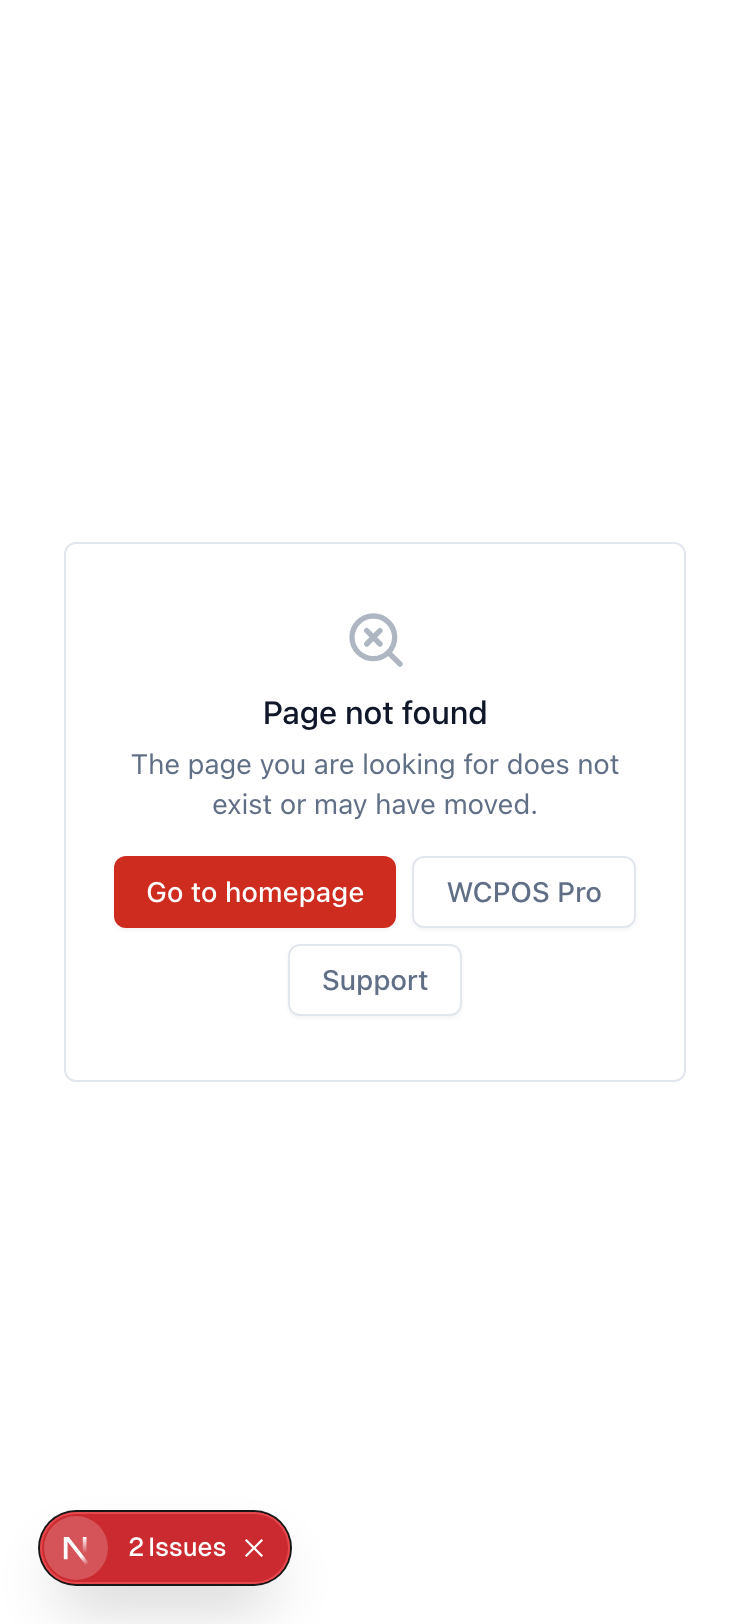 Page not found
The page you are looking for does not
exist or may have moved.
Go to homepage
WCPOS Pro
Support
N
2 Issues